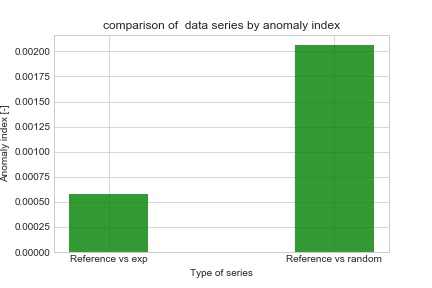 comparison of  data series by anomaly index
Anomaly index [-]
0.00200
0.00175
0.00150
0.00125
0.00100
0.00075
0.00050
0.00025
0.00000
Reference vs exp
Reference vs random
Type of series